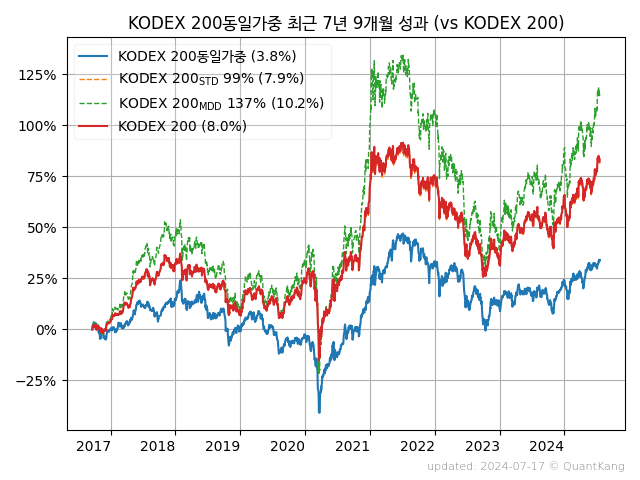 KODEX 200동일가중 최근 7년 9개월 성과 (vs KODEX 200)
KODEX 200동일가중 (3.8%)
KODEX 200STD 99% (7.9%)
KODEX 200MDD 137% (10.2%)
KODEX 200 (8.0%)
125%
100%
75%
50%
25%
0%
−25%
2017 2018 2019 2020 2021 2022 2023 2024
updated: 2024-07-17 © QuantKang